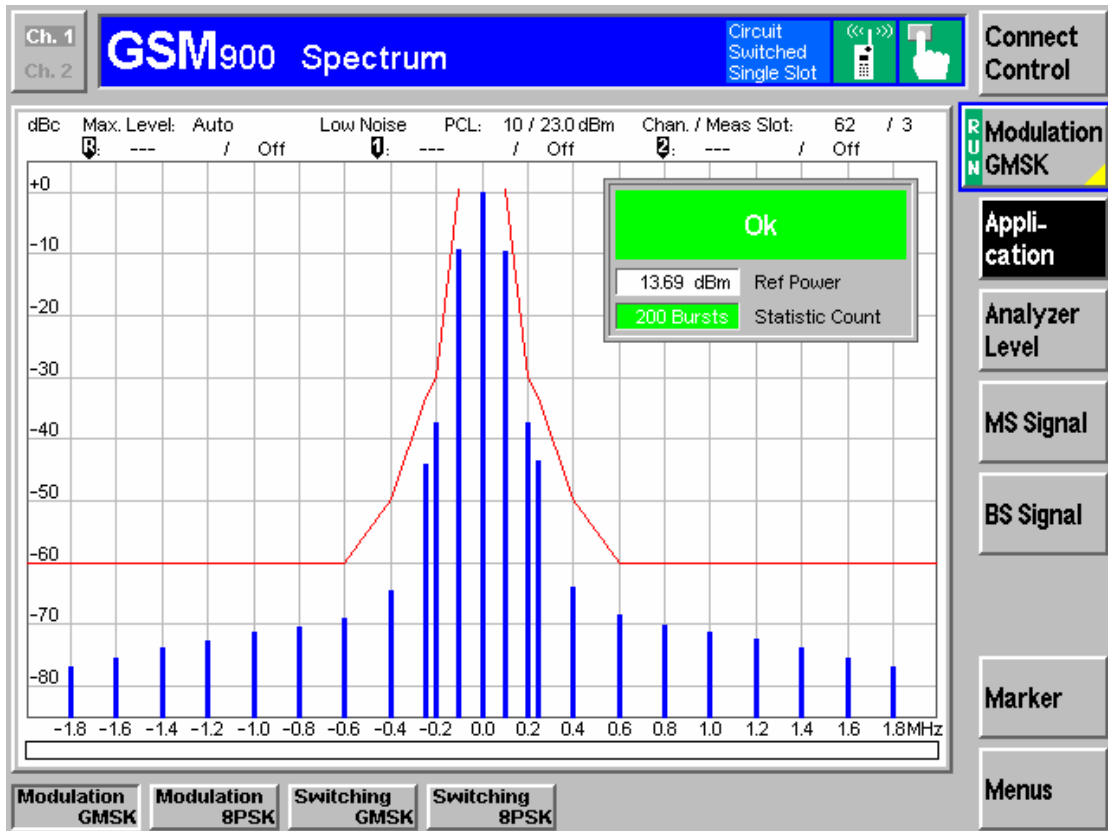 Ch. 1
Ch. 2
GSM900 Spectrum
Circuit
Switched
Single Slot
Connect
Control
dBc Max. Level: Auto Low Noise PCL: 10 / 23.0 dBm Chan. / Meas Slot: 62 / 3
R: --- / Off 1: --- / Off 2: --- / Off
RUN
Modulation
GMSK
+0
-10
-20
-30
-40
-50
-60
-70
-80
Ok
13.69 dBm Ref Power
200 Bursts Statistic Count
-1.8 -1.6 -1.4 -1.2 -1.0 -0.8 -0.6 -0.4 -0.2 0.0 0.2 0.4 0.6 0.8 1.0 1.2 1.4 1.6 1.8MHz
Appli-
cation
Analyzer
Level
MS Signal
BS Signal
Marker
Menus
Modulation
GMSK
Modulation
8PSK
Switching
GMSK
Switching
8PSK